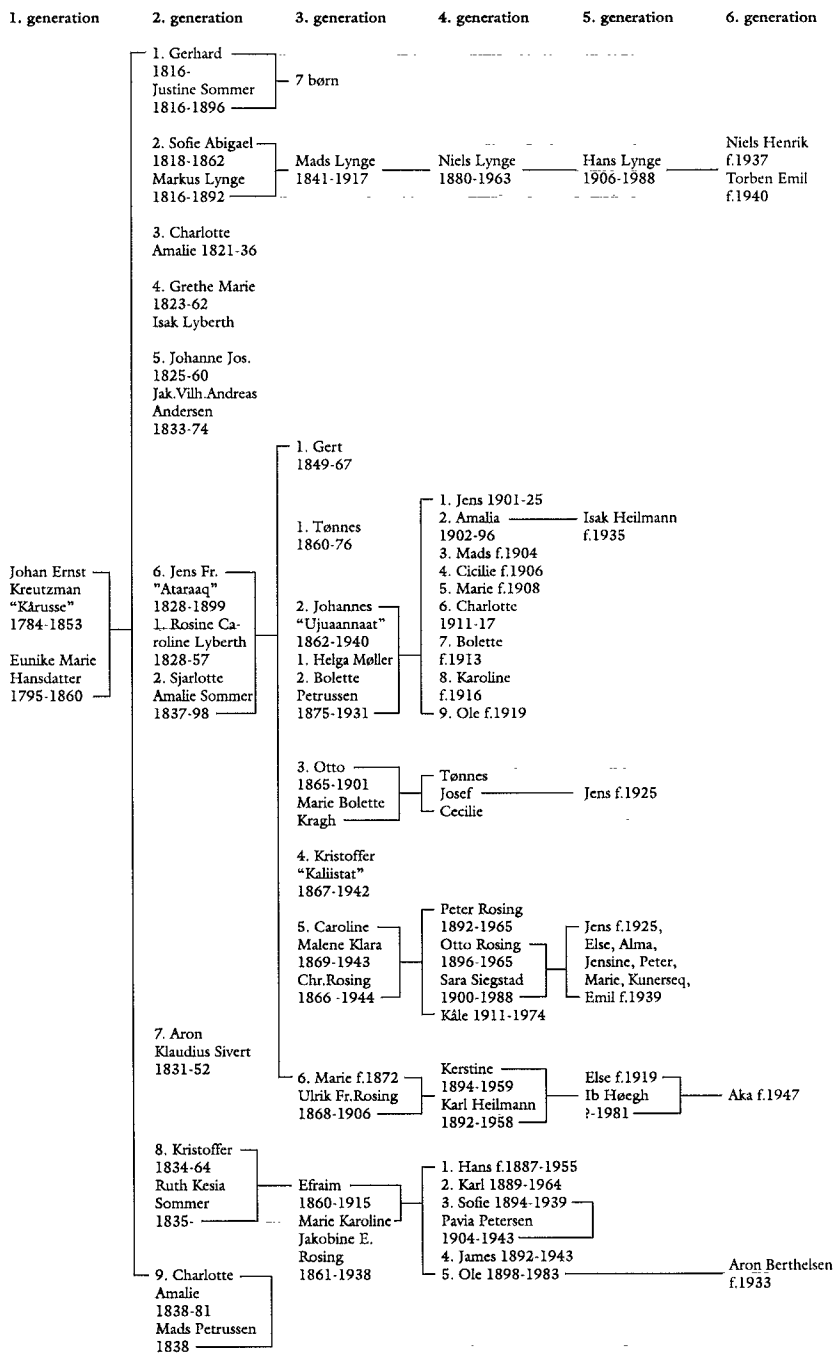 1. generation 2. generation 3. generation 4. generation 5. generation 6. generation
1. Gerhard
1816-
Justine Sommer
1816-1896
7 børn
2. Sofie Abigael
1818-1862
Markus Lynge
1816-1892
Mads Lynge
1841-1917
Niels Lynge
1880-1963
Hans Lynge
1906-1988
Niels Henrik
f.1937
Torben Emil
f.1940
3. Charlotte
Amalie 1821-36
4. Grethe Marie
1823-62
Isak Lyberth
5. Johanne Jos.
1825-60
Jak.Vilh.Andreas
Andersen
1833-74
Johan Ernst
Kreutzman
"Kârusse"
1784-1853
Eunike Marie
Hansdatter
1795-1860
6. Jens Fr.
"Ataraaq"
1828-1899
1. Rosine Ca-
roline Lyberth
1828-57
2. Sjarlotte
Amalie Sommer
1837-98
1. Gert
1849-67
1. Tønnes
1860-76
2. Johannes
"Ujuaannaat"
1862-1940
1. Helga Møller
2. Bolette
Petrussen
1875-1931
1. Jens 1901-25
2. Amalia
1902-96
3. Mads f.1904
4. Cicilie f.1906
5. Marie f.1908
6. Charlotte
1911-17
7. Bolette
f.1913
8. Karoline
f.1916
9. Ole f.1919
Isak Heilmann
f.1935
3. Otto
1865-1901
Marie Bolette
Kragh
Tønnes
Josef
Cecilie
Jens f.1925
4. Kristoffer
"Kaliistat"
1867-1942
5. Caroline
Malene Klara
1869-1943
Chr.Rosing
1866 -1944
Peter Rosing
1892-1965
Otto Rosing
1896-1965
Sara Siegstad
1900-1988
Kâle 1911-1974
Jens f.1925,
Else, Alma,
Jensine, Peter,
Marie, Kunerseq,
Emil f.1939
7. Aron
Klaudius Sivert
1831-52
6. Marie f.1872
Ulrik Fr.Rosing
1868-1906
Kerstine
1894-1959
Karl Heilmann
1892-1958
Else f.1919
Ib Høegh
?-1981
Aka f.1947
8. Kristoffer
1834-64
Ruth Kesia
Sommer
1835-
Efraim
1860-1915
Marie Karoline
Jakobine E.
Rosing
1861-1938
1. Hans f.1887-1955
2. Karl 1889-1964
3. Sofie 1894-1939
Pavia Petersen
1904-1943
4. James 1892-1943
5. Ole 1898-1983
Aron Berthelsen
f.1933
9. Charlotte
Amalie
1838-81
Mads Petrussen
1838